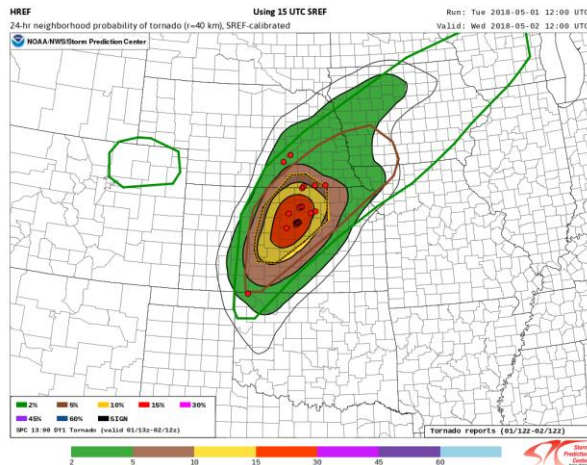 HREF Using 15 UTC SREF Run: Tue 2018-05-01 12:00 UTC
24-hr neighborhood probability of tornado (r=40 km), SREF-calibrated Valid: Wed 2018-05-02 12:00 UTC
NOAA/NWS/Storm Prediction Center
2% 5% 10% 15% 30%
45% 60% SIGN
SPC 13:00 DY1 Tornado (valid 01/13z-02/12z) Tornado reports (01/12z-02/12z)
2 5 10 15 30 45 60
Storm
Prediction
Center